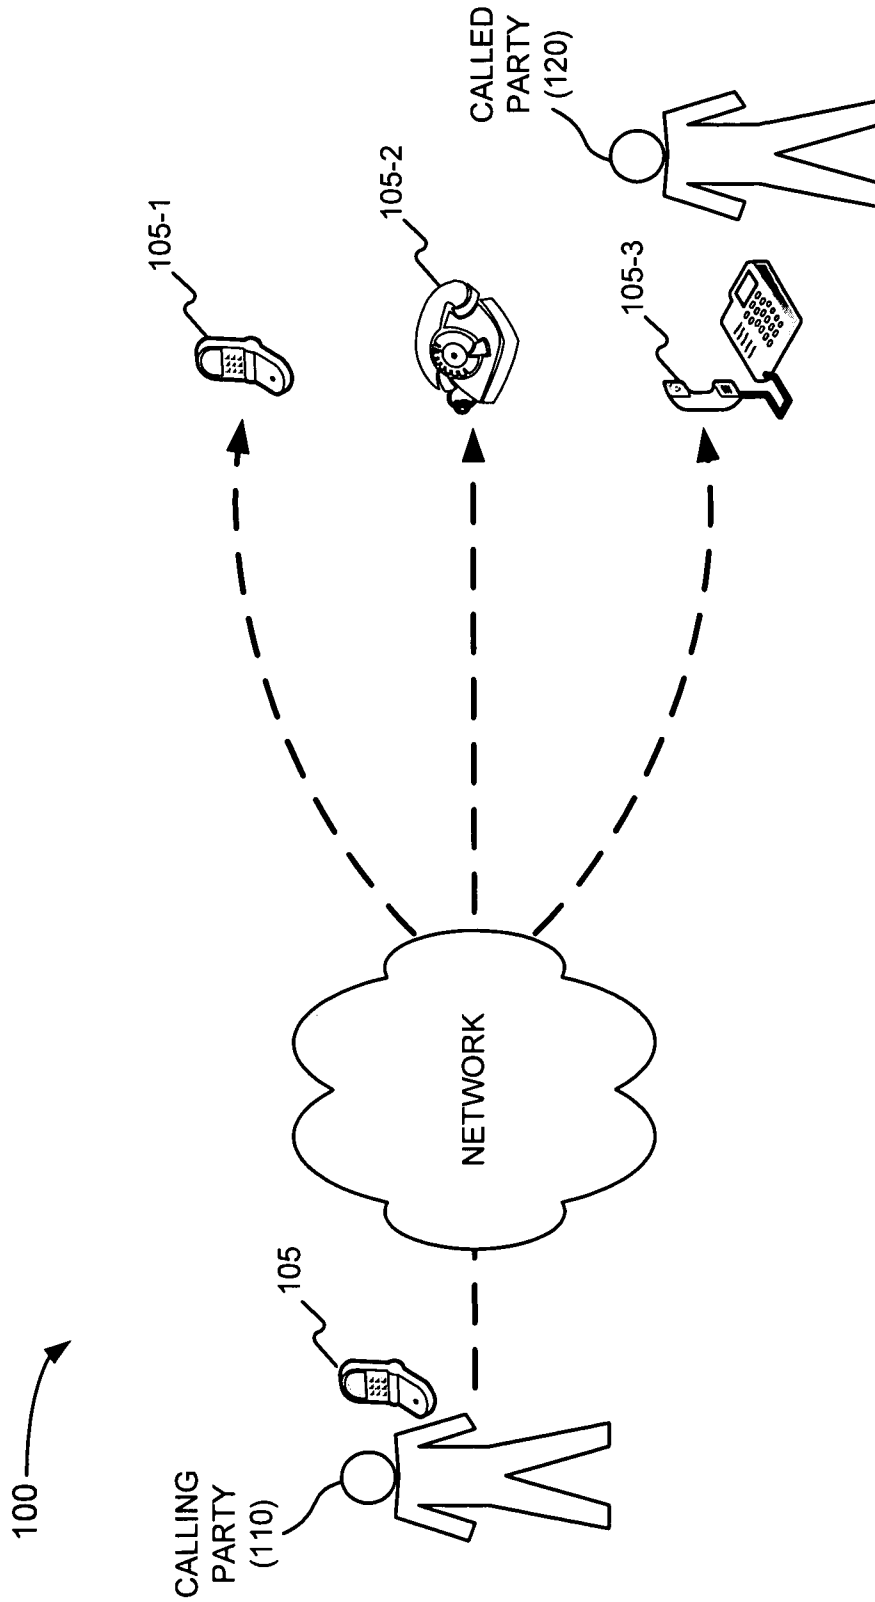 100
CALLING
PARTY
(110)
105
NETWORK
105-1
105-2
105-3
CALLED
PARTY
(120)